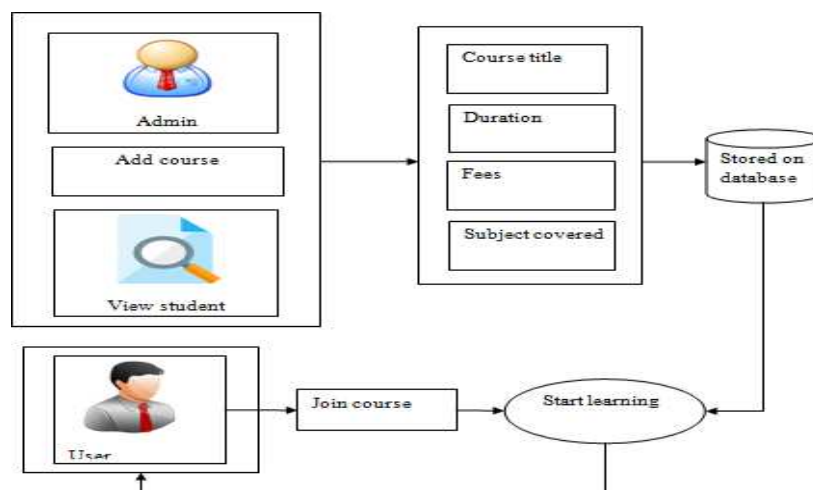 Admin
Add course
View student
Course title
Duration
Fees
Subject covered
Stored on
database
User
Join course
Start learning